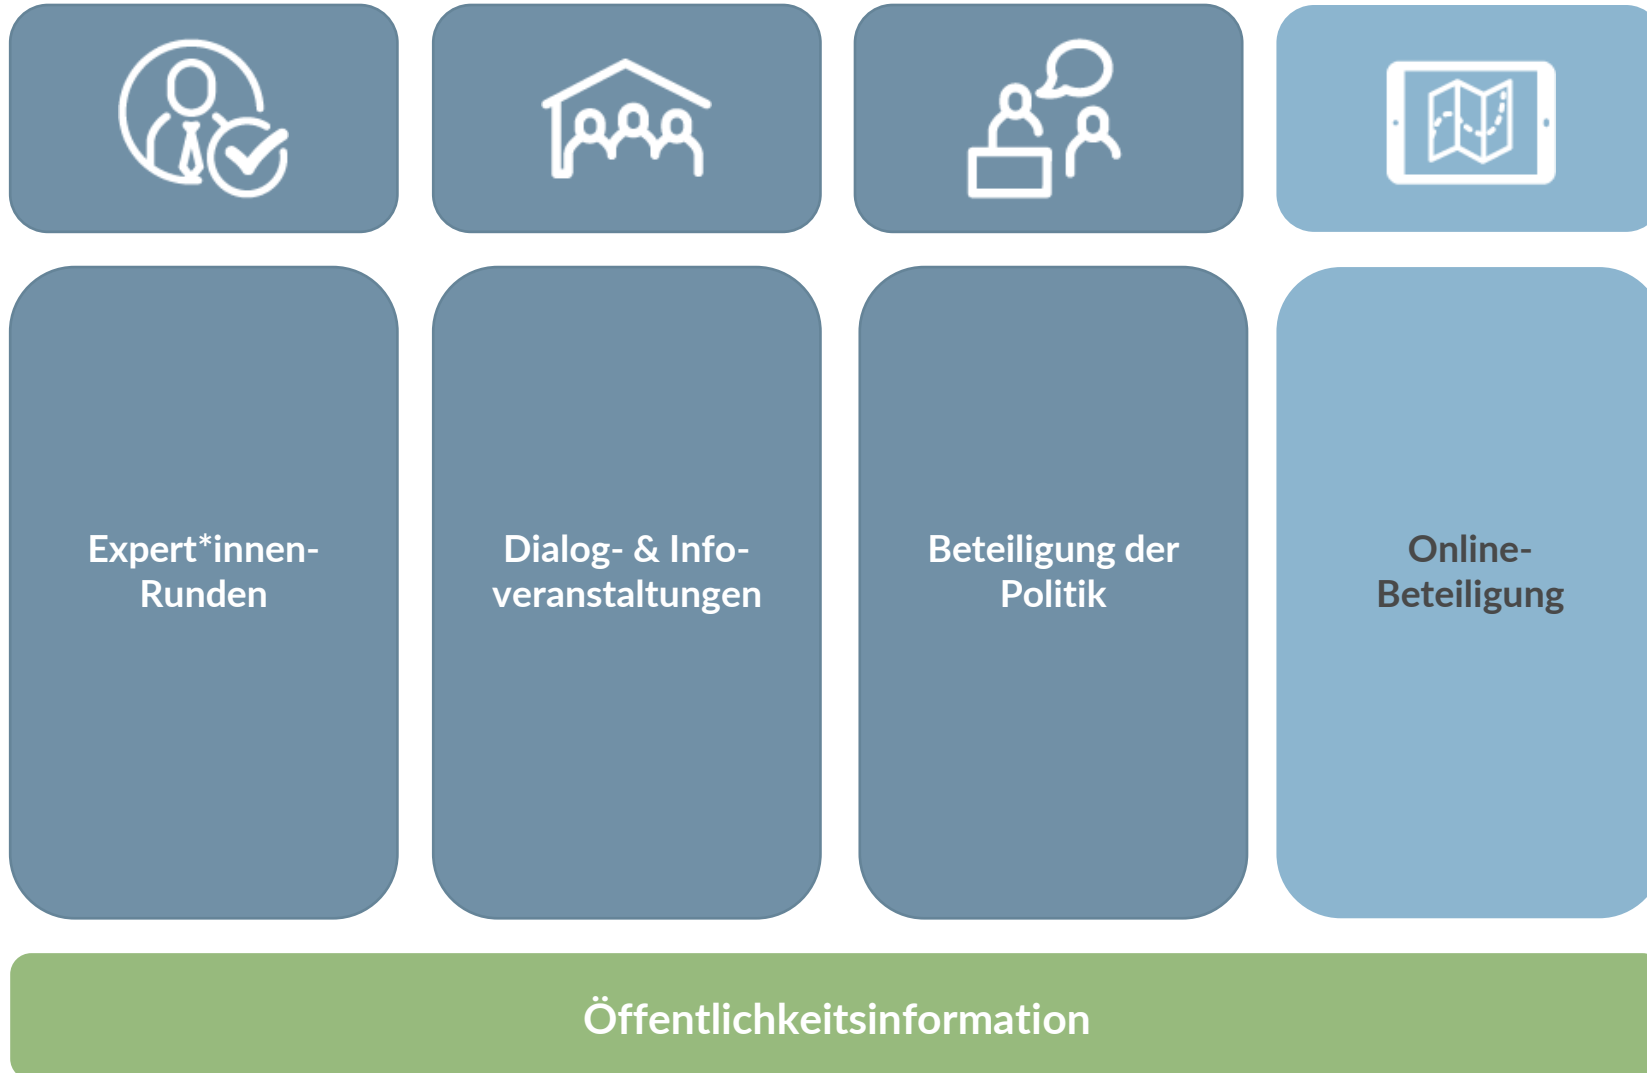 Expert*innen-
Runden
Dialog- & Info-
veranstaltungen
Beteiligung der
Politik
Online-
Beteiligung
Öffentlichkeitsinformation